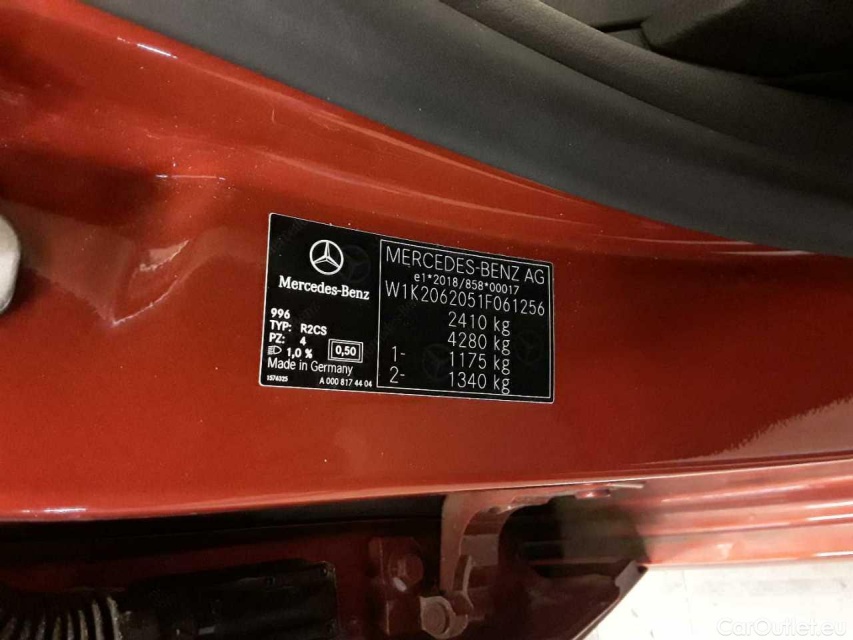 Mercedes-Benz
996
TYP: R2CS
PZ: 4
1,0 % 0,50
Made in Germany
1574325 A 000 817 44 04
MERCEDES-BENZ AG
e1*2018/858*00017
W1K2062051F061256
2410 kg
4280 kg
1- 1175 kg
2- 1340 kg
CarOutlet.eu